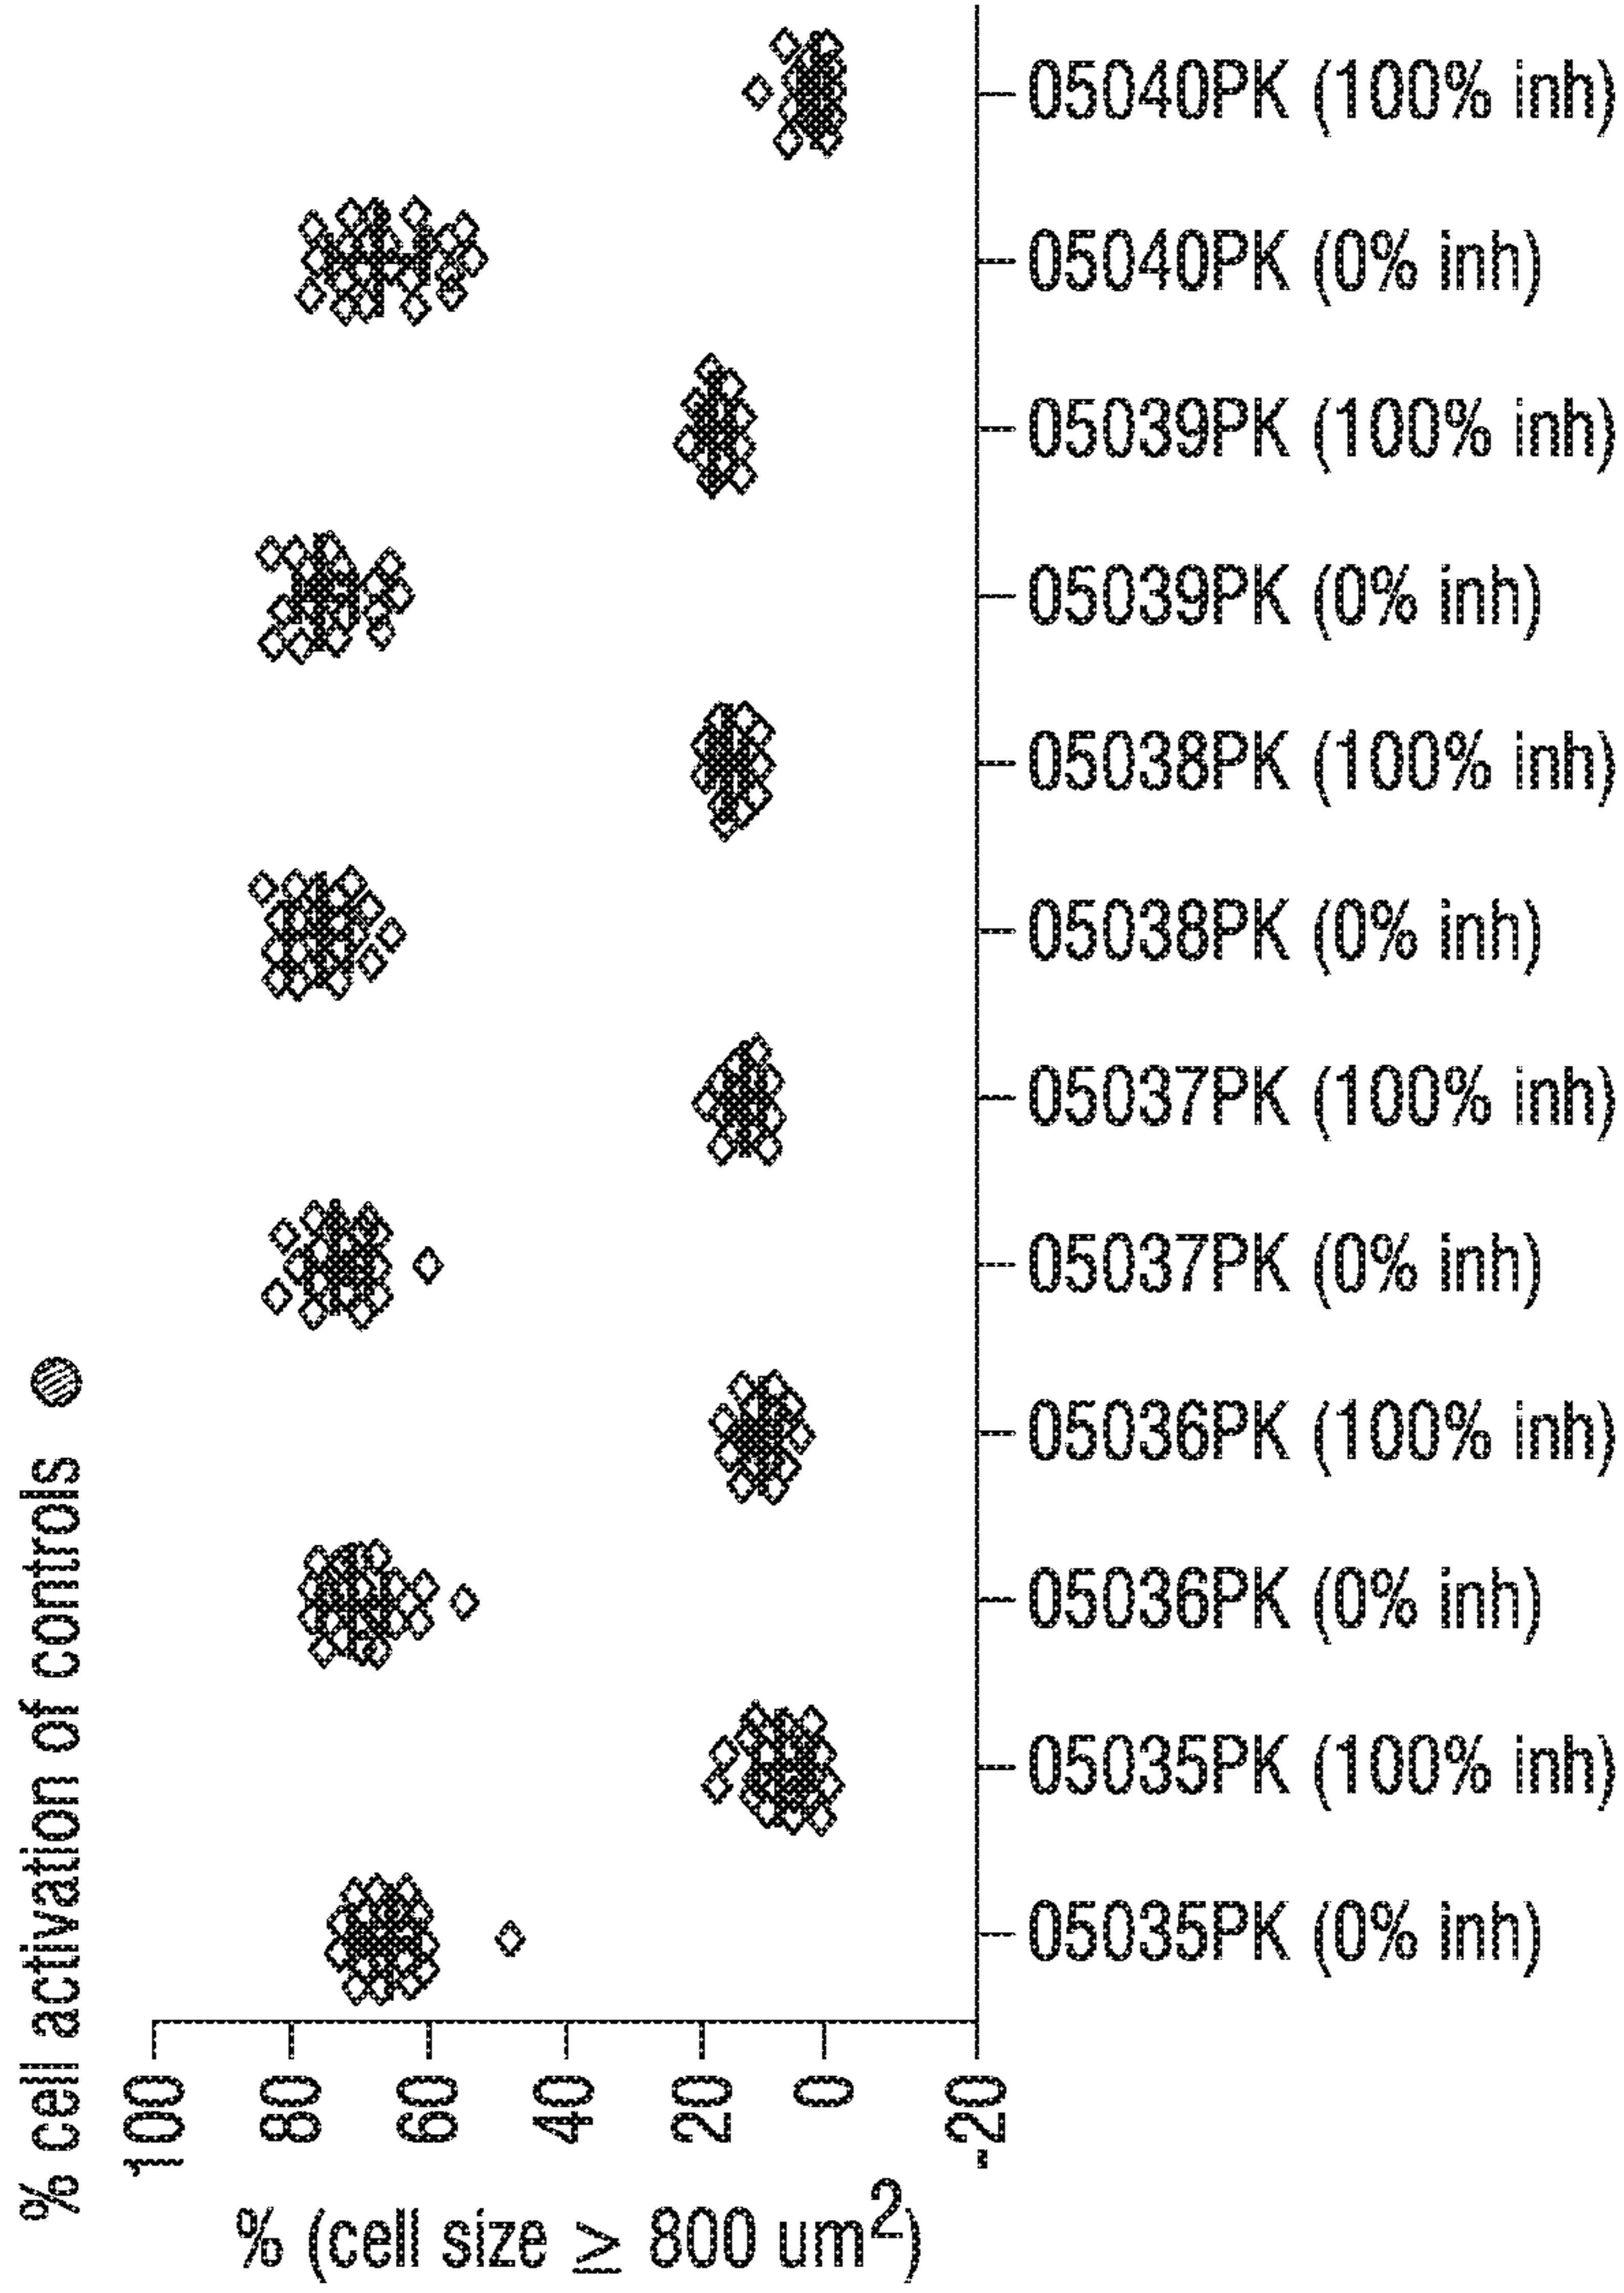 % cell activation of controls
% (cell size ≥ 800 um²)
100
80
60
40
20
0
-20
05035PK (0% inh)
05035PK (100% inh)
05036PK (0% inh)
05036PK (100% inh)
05037PK (0% inh)
05037PK (100% inh)
05038PK (0% inh)
05038PK (100% inh)
05039PK (0% inh)
05039PK (100% inh)
05040PK (0% inh)
05040PK (100% inh)